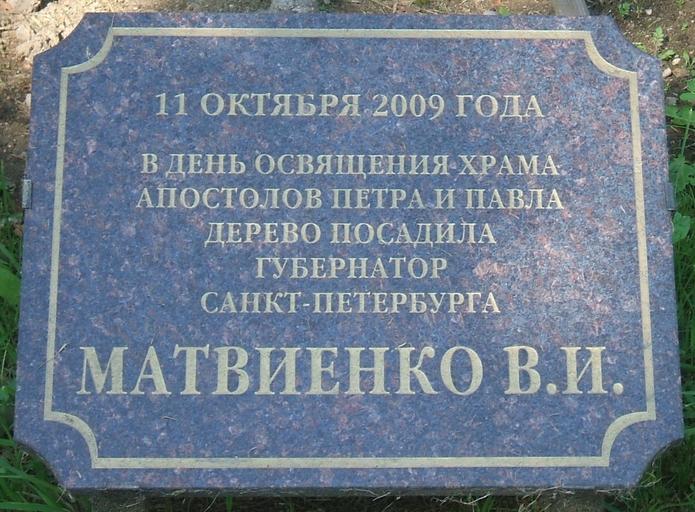 11 ОКТЯБРЯ 2009 ГОДА
В ДЕНЬ ОСВЯЩЕНИЯ ХРАМА
АПОСТОЛОВ ПЕТРА И ПАВЛА
ДЕРЕВО ПОСАДИЛА
ГУБЕРНАТОР
САНКТ-ПЕТЕРБУРГА
МАТВИЕНКО В.И.